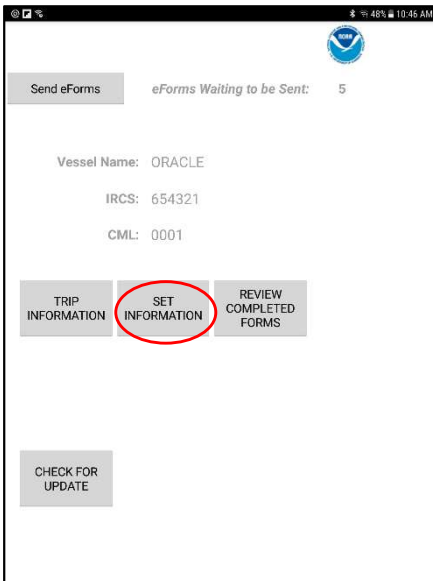 48% 10:46 AM
NOAA
Send eForms eForms Waiting to be Sent: 5
Vessel Name: ORACLE
IRCS: 654321
CML: 0001
TRIP INFORMATION
SET INFORMATION
REVIEW COMPLETED FORMS
CHECK FOR UPDATE